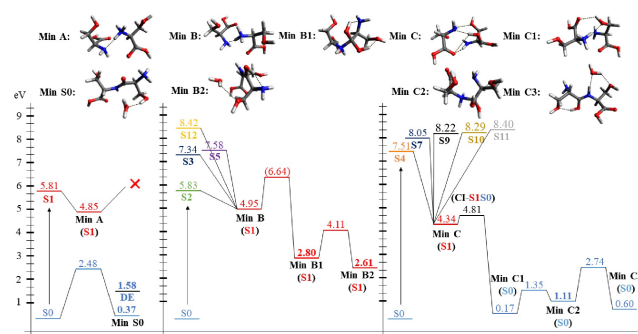 Min A:
Min B:
Min B1:
Min C:
Min C1:
Min S0:
Min B2:
Min C2:
Min C3:
eV
9
8
7
6
5
4
3
2
1
5.81
S1
4.85
Min A
(S1)
S0
2.48
1.58
DE
0.37
Min S0
8.42
S12
7.34
S3
7.58
S5
5.83
S2
S0
4.95
Min B
(S1)
(6.64)
2.80
Min B1
(S1)
4.11
2.61
Min B2
(S1)
7.51
S4
8.05
S7
8.22
S9
8.29
S10
8.40
S11
S0
4.34
Min C
(S1)
(CI-S1S0)
4.81
Min C1
(S0)
0.17
1.35
1.11
Min C2
(S0)
2.74
Min C
(S0)
0.60